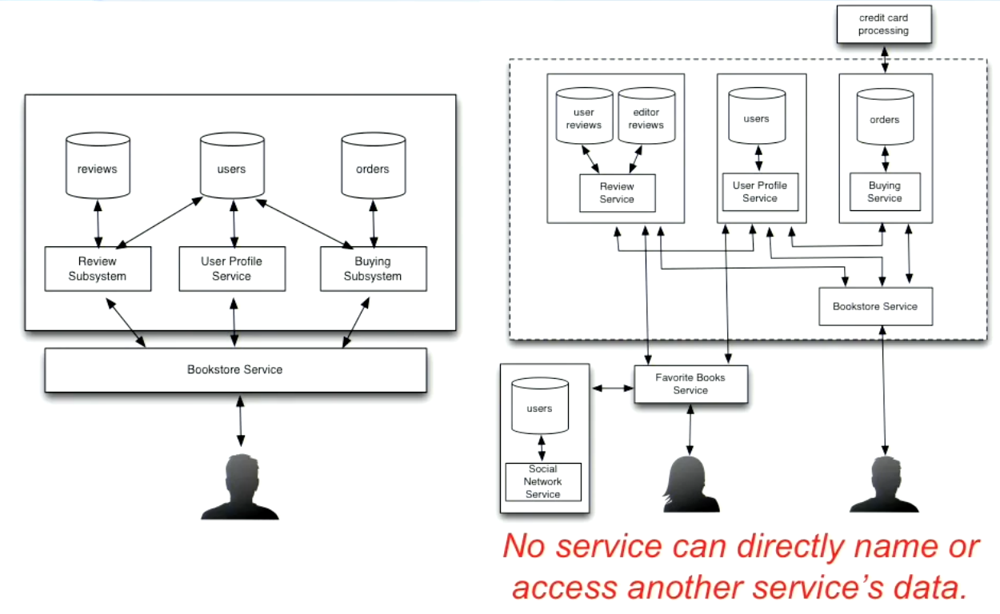 reviews
users
orders
Review
Subsystem
User Profile
Service
Buying
Subsystem
Bookstore Service
credit card
processing
user
reviews
editor
reviews
users
orders
Review
Service
User Profile
Service
Buying
Service
Bookstore Service
Favorite Books
Service
users
Social
Network
Service
No service can directly name or
access another service's data.